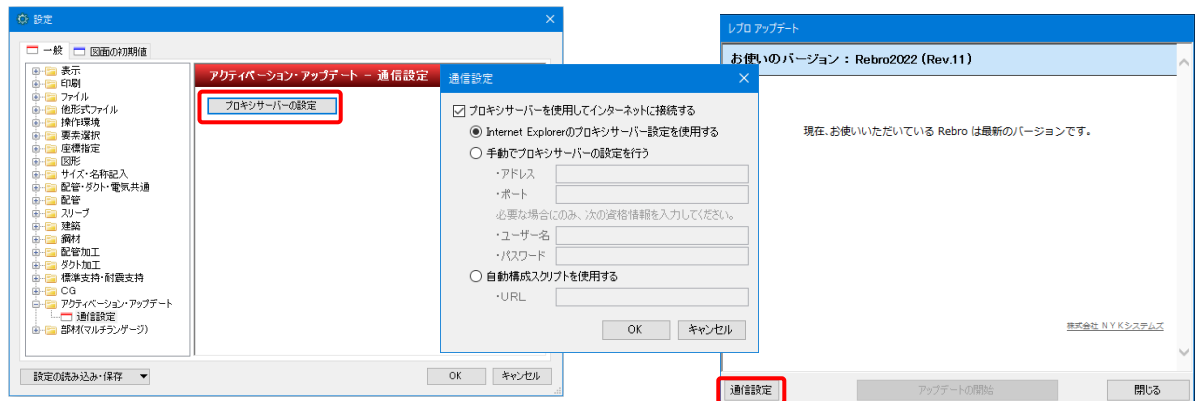 設定
一般
図面の初期値
表示
印刷
ファイル
他形式ファイル
操作環境
要素選択
座標指定
図形
サイズ・名称記入
配管・ダクト・電気共通
配管
スリーブ
建築
鋼材
配管加工
ダクト加工
標準支持・耐震支持
CG
アクティベーション・アップデート
通信設定
部材(マルチランゲージ)
アクティベーション・アップデート − 通信設定
プロキシサーバーの設定
設定の読み込み・保存
OK
キャンセル
通信設定
プロキシサーバーを使用してインターネットに接続する
Internet Explorerのプロキシサーバー設定を使用する
手動でプロキシサーバーの設定を行う
・アドレス
・ポート
必要な場合にのみ、次の資格情報を入力してください。
・ユーザー名
・パスワード
自動構成スクリプトを使用する
・URL
OK
キャンセル
レブロ アップデート
お使いのバージョン : Rebro2022 (Rev.11)
現在、お使いいただいている Rebro は最新のバージョンです。
株式会社 NYKシステムズ
通信設定
アップデートの開始
閉じる